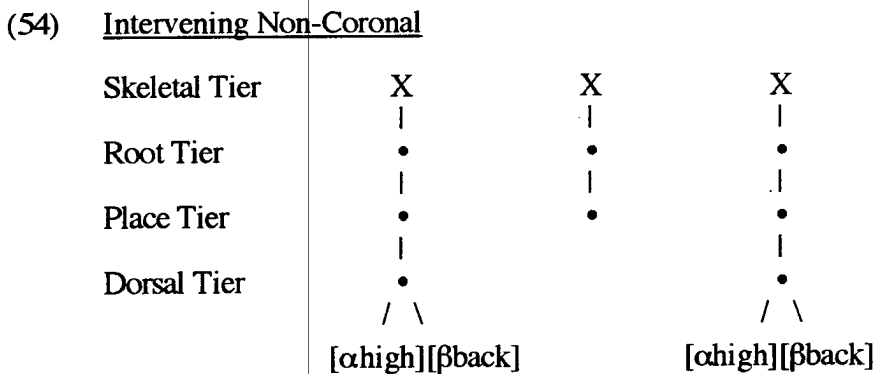 (54) Intervening Non-Coronal
Skeletal Tier X X X
| | |
Root Tier • • •
| | |
Place Tier • • •
| |
Dorsal Tier • •
/ \ / \
[αhigh][βback] [αhigh][βback]